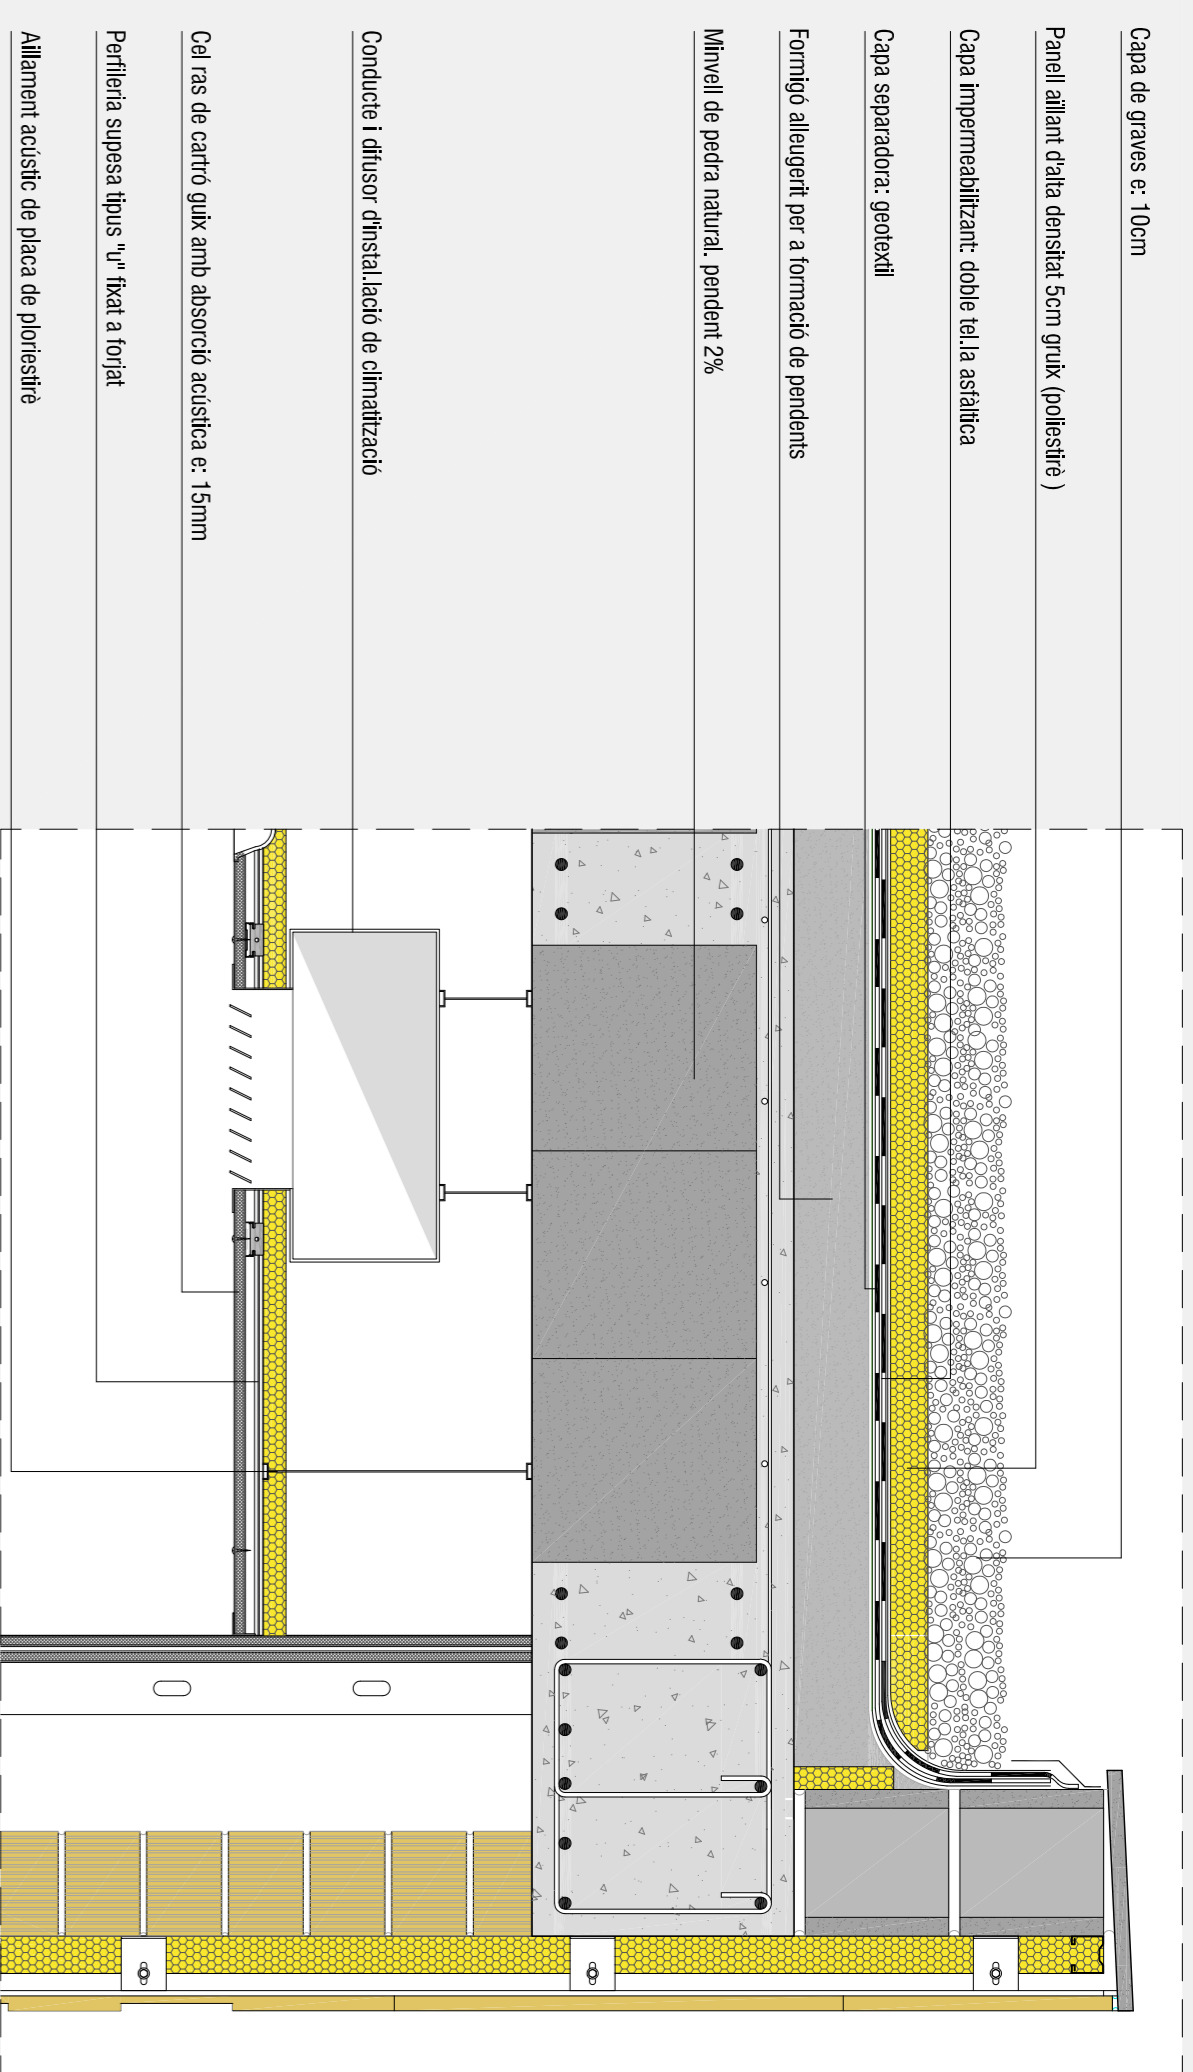 Capa de graves e: 10cm
Panell aïllant d'alta densitat 5cm gruix (poliestirè )
Capa impermeabilitzant: doble tel.la asfàltica
Capa separadora: geotextil
Formigó alleugerit per a formació de pendents
Minvell de pedra natural. pendent 2%
Conducte i difusor d'instal.lació de climatització
Cel ras de cartró guix amb absorció acústica e: 15mm
Perfileria supesa tipus "u" fixat a forjat
Aillament acústic de placa de ploriestirè